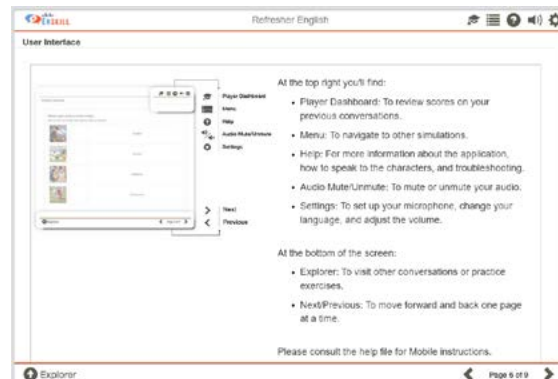 ENSKILL
Refresher English
User Interface
Player Dashboard
Menu
Help
Audio Mute/Unmute
Settings
Next
Previous
At the top right you'll find:
• Player Dashboard: To review scores on your
previous conversations.
• Menu: To navigate to other simulations.
• Help: For more information about the application,
how to speak to the characters, and troubleshooting.
• Audio Mute/Unmute: To mute or unmute your audio.
• Settings: To set up your microphone, change your
language, and adjust the volume.
At the bottom of the screen:
• Explorer: To visit other conversations or practice
exercises.
• Next/Previous: To move forward and back one page
at a time.
Please consult the help file for Mobile instructions.
Explorer
Page 6 of 9